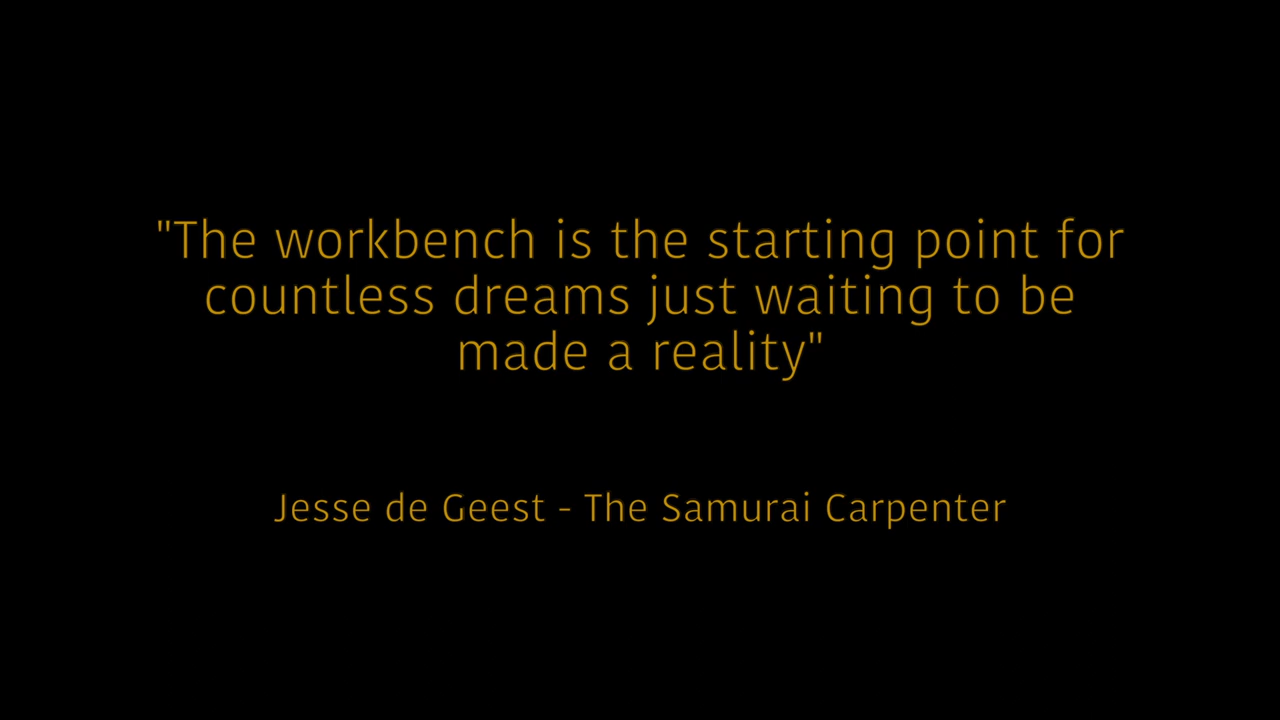 "The workbench is the starting point for
countless dreams just waiting to be
made a reality"
Jesse de Geest - The Samurai Carpenter